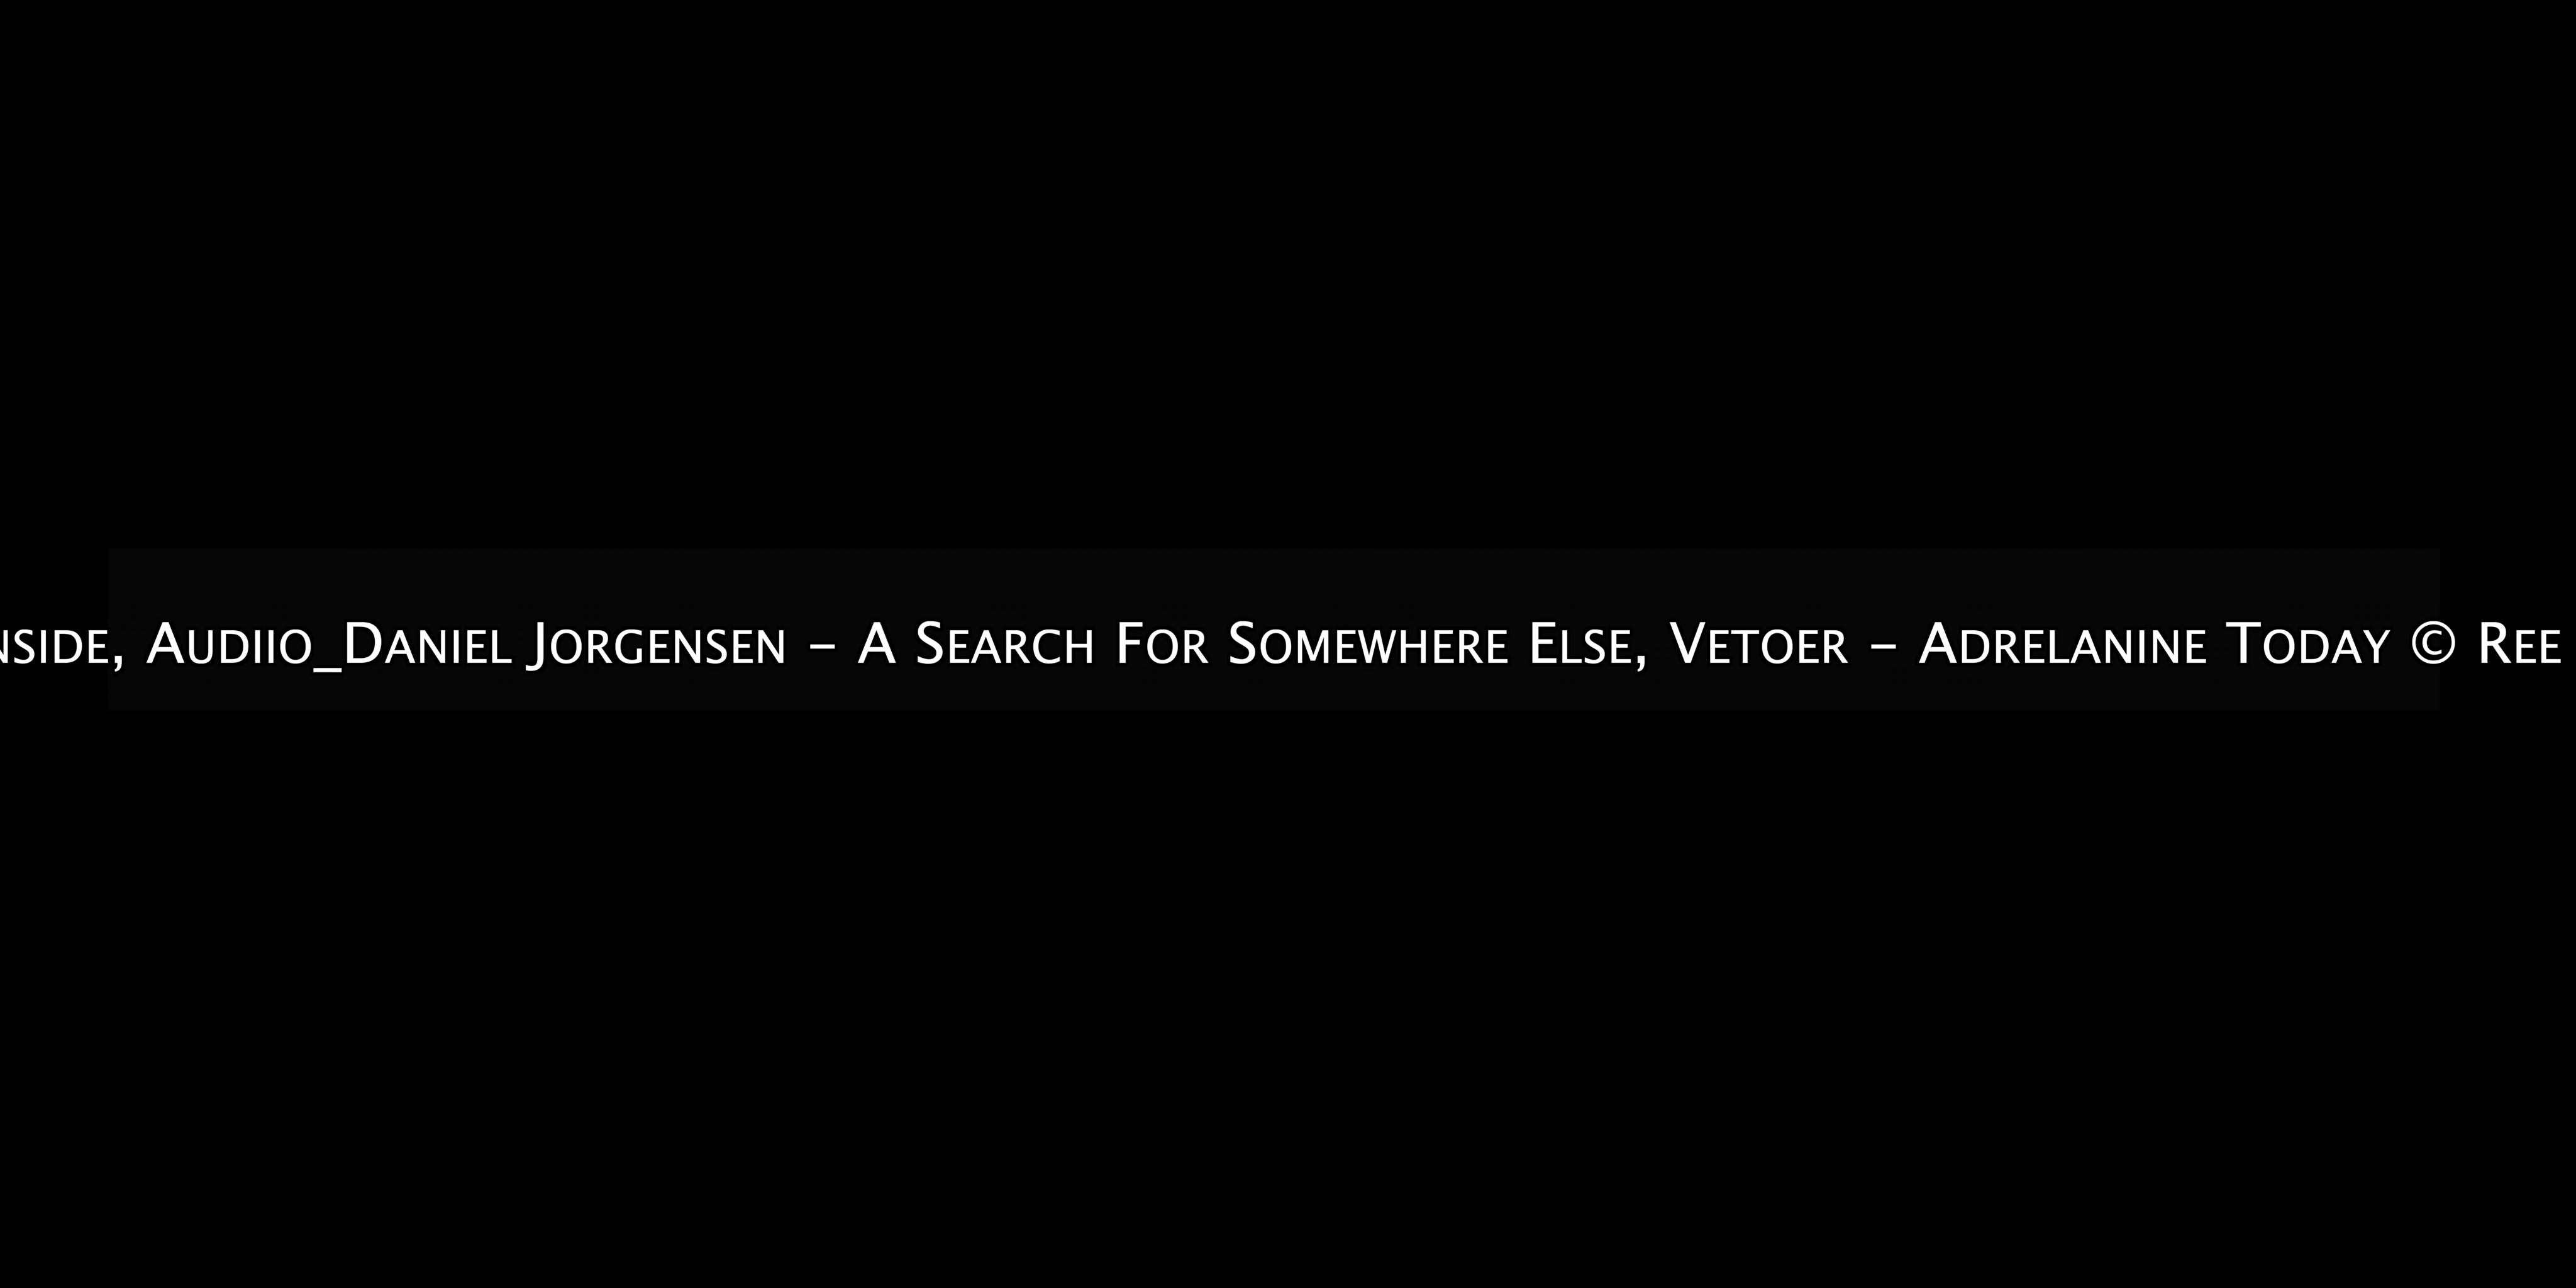 nside, Audiio_Daniel Jorgensen – A Search For Somewhere Else, Vetoer – Adrelanine Today © Ree